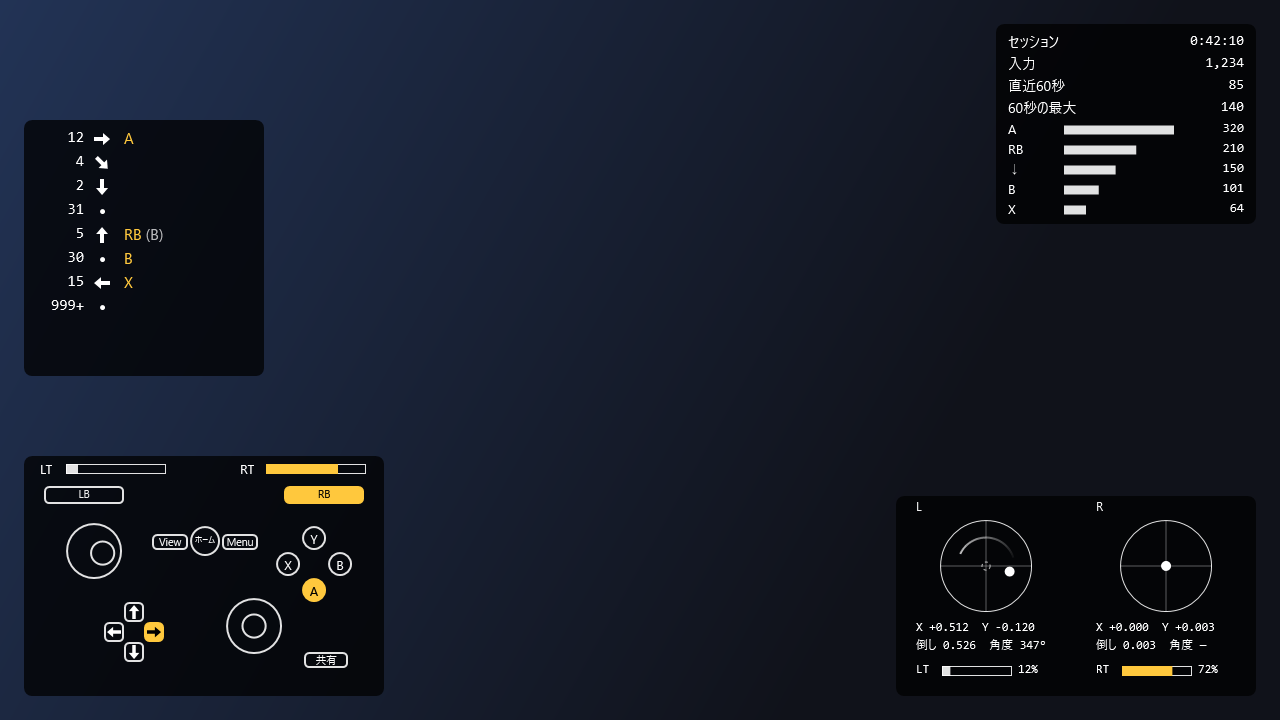 セッション 0:42:10
入力 1,234
直近60秒 85
60秒の最大 140
A 320
RB 210
↓ 150
B 101
X 64
12 → A
4 ↘
2 ↓
31 •
5 ↑ RB (B)
30 • B
15 ← X
999+ •
LT RT
LB RB
View ホーム Menu
Y
X B
A
共有
L R
X +0.512 Y -0.120
倒し 0.526 角度 347°
LT 12%
X +0.000 Y +0.003
倒し 0.003 角度 —
RT 72%